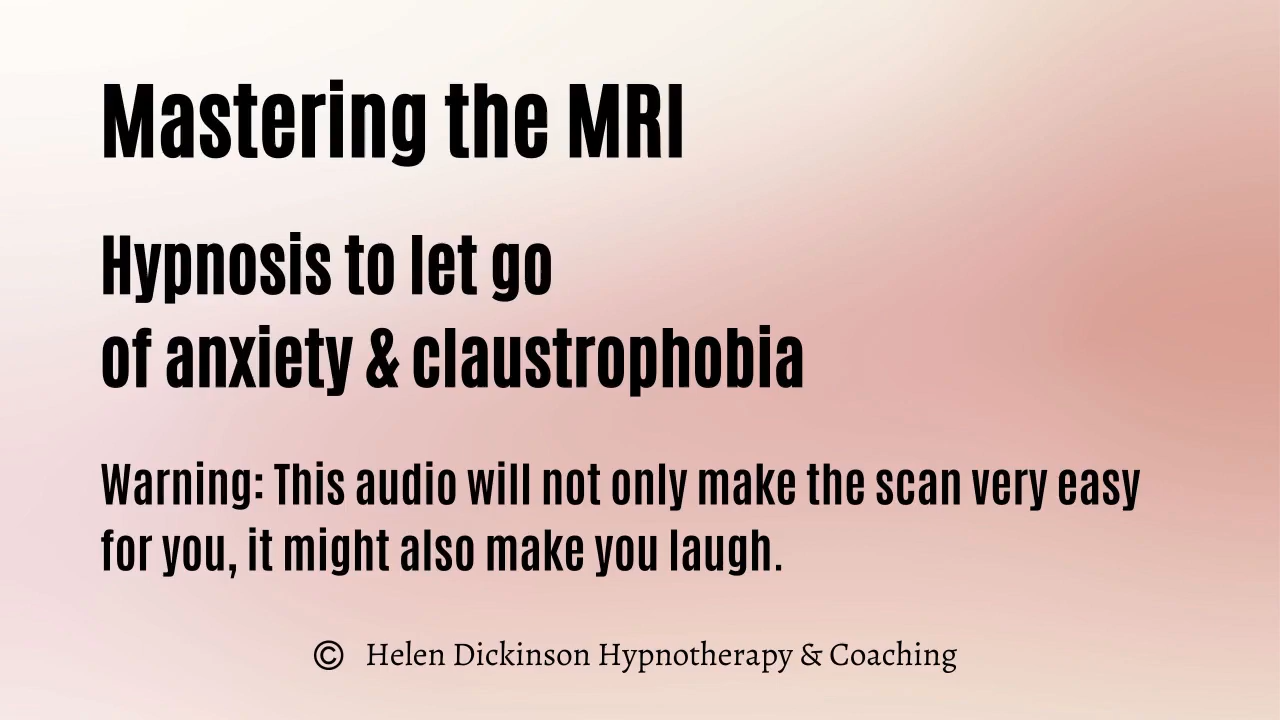 Mastering the MRI
Hypnosis to let go
of anxiety & claustrophobia
Warning: This audio will not only make the scan very easy
for you, it might also make you laugh.
© Helen Dickinson Hypnotherapy & Coaching